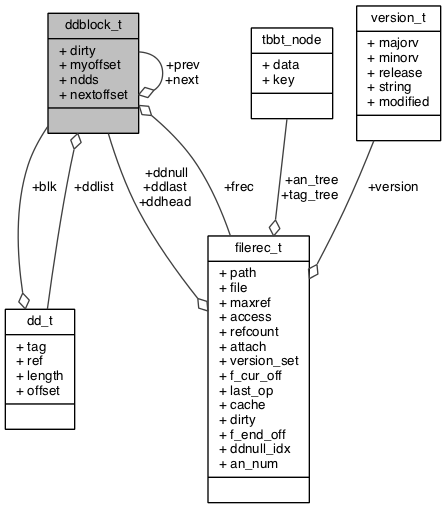 ddblock_t
+ dirty
+ myoffset
+ ndds
+ nextoffset
+prev
+next
tbbt_node
+ data
+ key
version_t
+ majorv
+ minorv
+ release
+ string
+ modified
+blk
+ddlist
+ddnull
+ddlast
+ddhead
+frec
+an_tree
+tag_tree
+version
dd_t
+ tag
+ ref
+ length
+ offset
filerec_t
+ path
+ file
+ maxref
+ access
+ refcount
+ attach
+ version_set
+ f_cur_off
+ last_op
+ cache
+ dirty
+ f_end_off
+ ddnull_idx
+ an_num